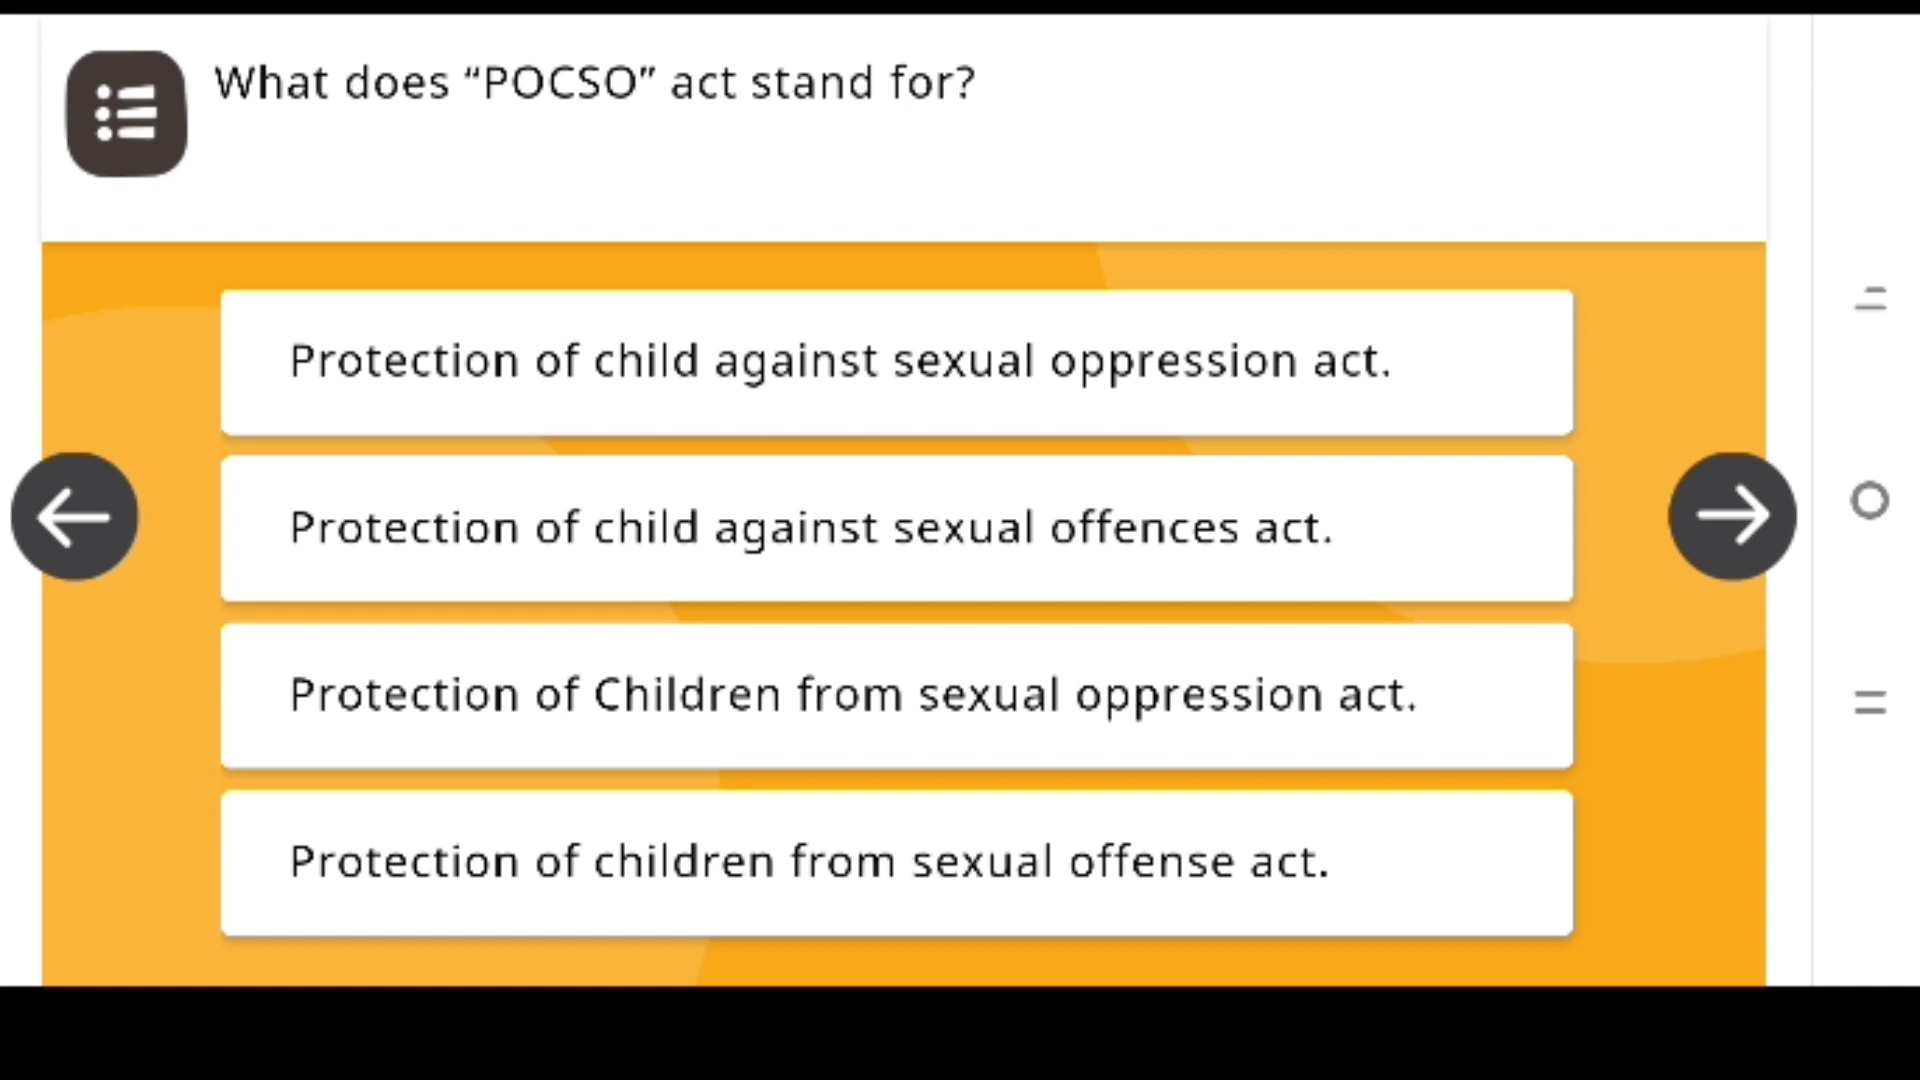 What does “POCSO” act stand for?
Protection of child against sexual oppression act.
Protection of child against sexual offences act.
Protection of Children from sexual oppression act.
Protection of children from sexual offense act.